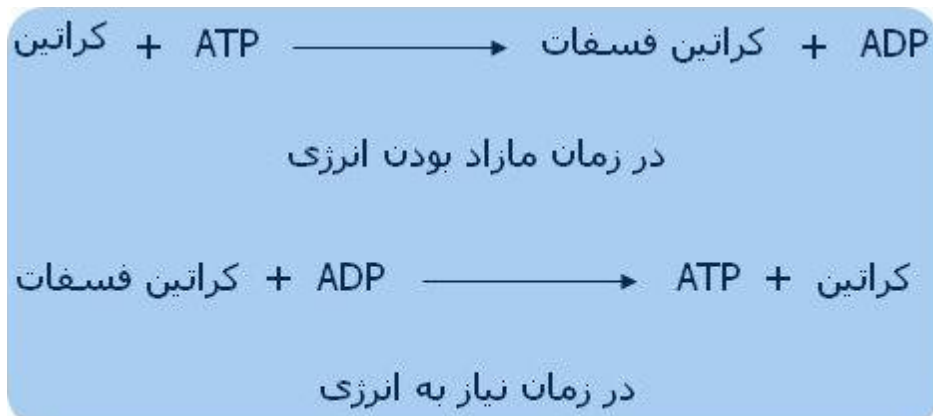 کراتین + ATP ⟶ کراتین فسفات + ADP
در زمان مازاد بودن انرژی
کراتین فسفات + ADP ⟶ ATP + کراتین
در زمان نیاز به انرژی